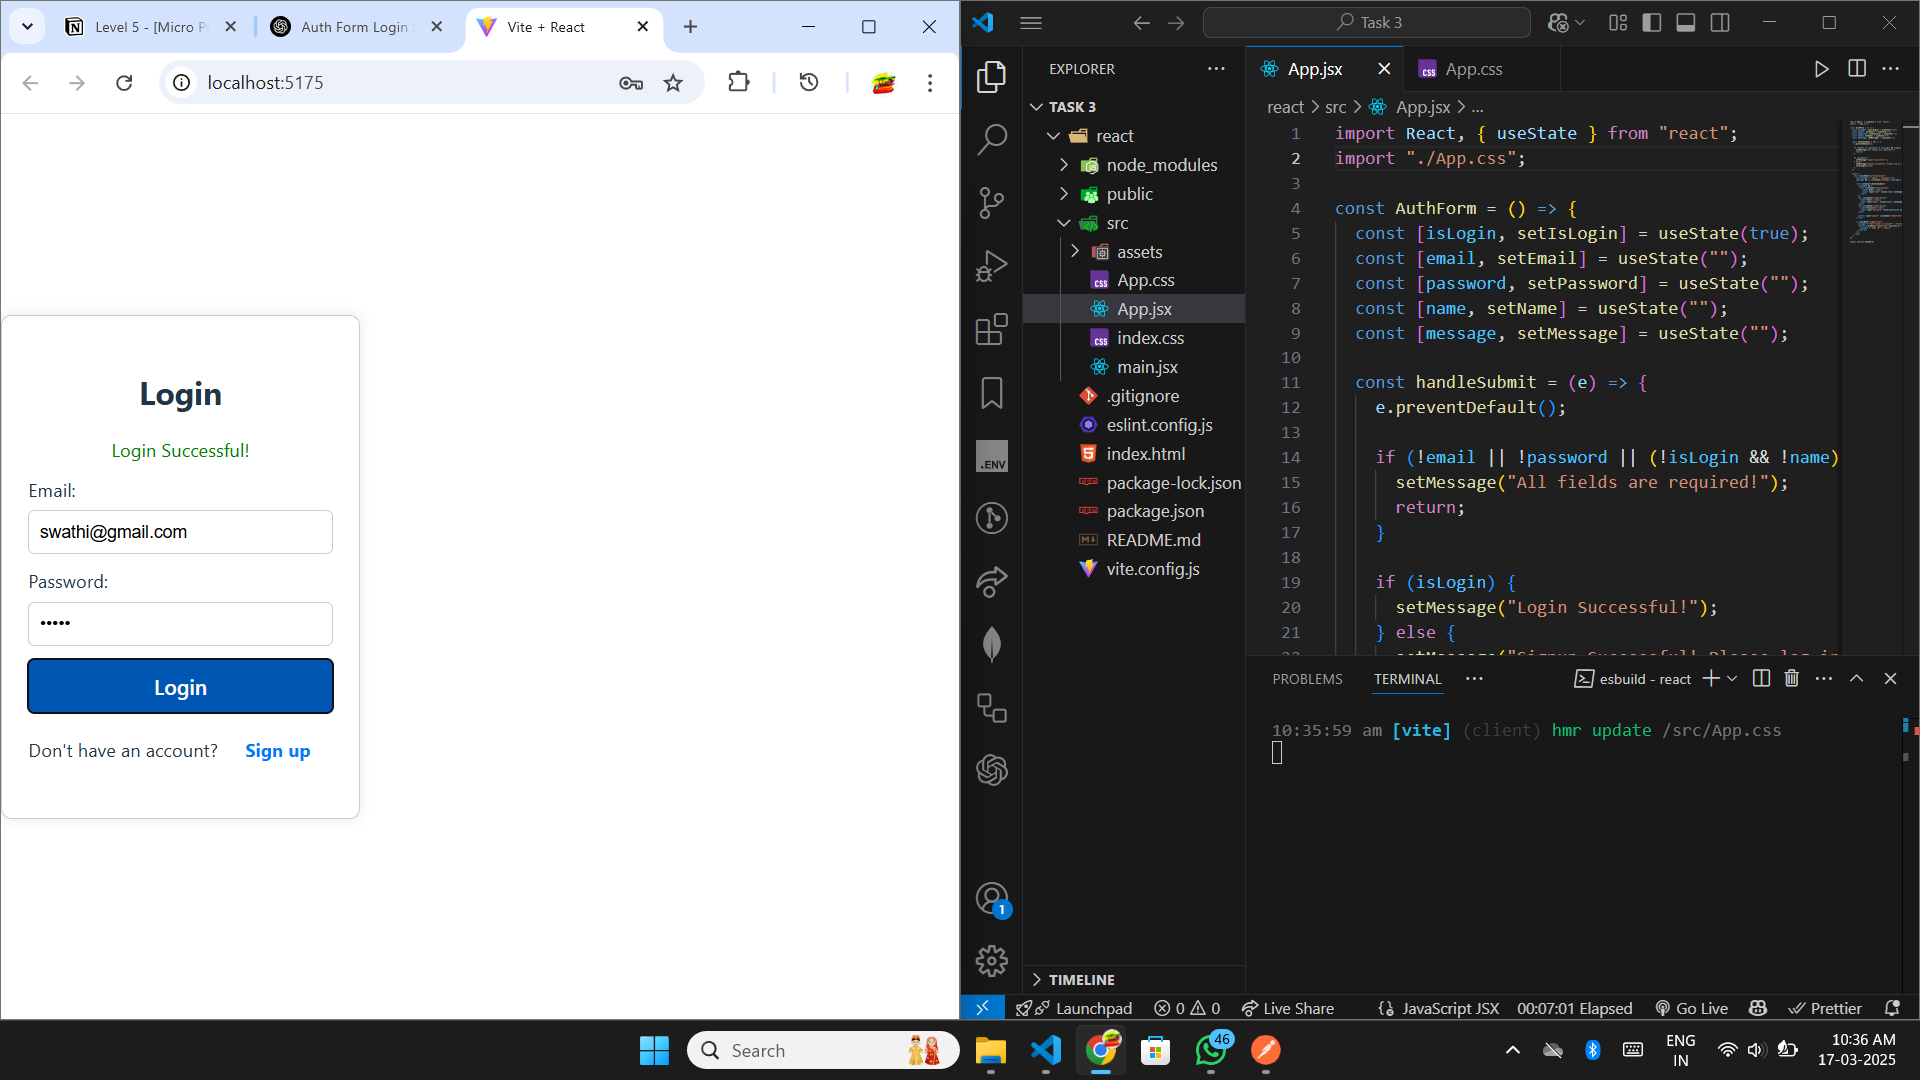 Level 5 - [Micro P
Auth Form Login
Vite + React
localhost:5175
Login
Login Successful!
Email:
swathi@gmail.com
Password:
•••••
Login
Don't have an account? Sign up
Task 3
EXPLORER
TASK 3
react
node_modules
public
src
assets
App.css
App.jsx
index.css
main.jsx
.gitignore
eslint.config.js
index.html
package-lock.json
package.json
README.md
vite.config.js
TIMELINE
.ENV
1
App.jsx
App.css
react > src > App.jsx > ...
1 import React, { useState } from "react";
2 import "./App.css";
3
4 const AuthForm = () => {
5 const [isLogin, setIsLogin] = useState(true);
6 const [email, setEmail] = useState("");
7 const [password, setPassword] = useState("");
8 const [name, setName] = useState("");
9 const [message, setMessage] = useState("");
10
11 const handleSubmit = (e) => {
12 e.preventDefault();
13
14 if (!email || !password || (!isLogin && !name)
15 setMessage("All fields are required!");
16 return;
17 }
18
19 if (isLogin) {
20 setMessage("Login Successful!");
21 } else {
PROBLEMS
TERMINAL
esbuild - react
10:35:59 am [vite] (client) hmr update /src/App.css
Launchpad
0
0
Live Share
JavaScript JSX
00:07:01 Elapsed
Go Live
Prettier
Search
46
ENG
IN
10:36 AM
17-03-2025